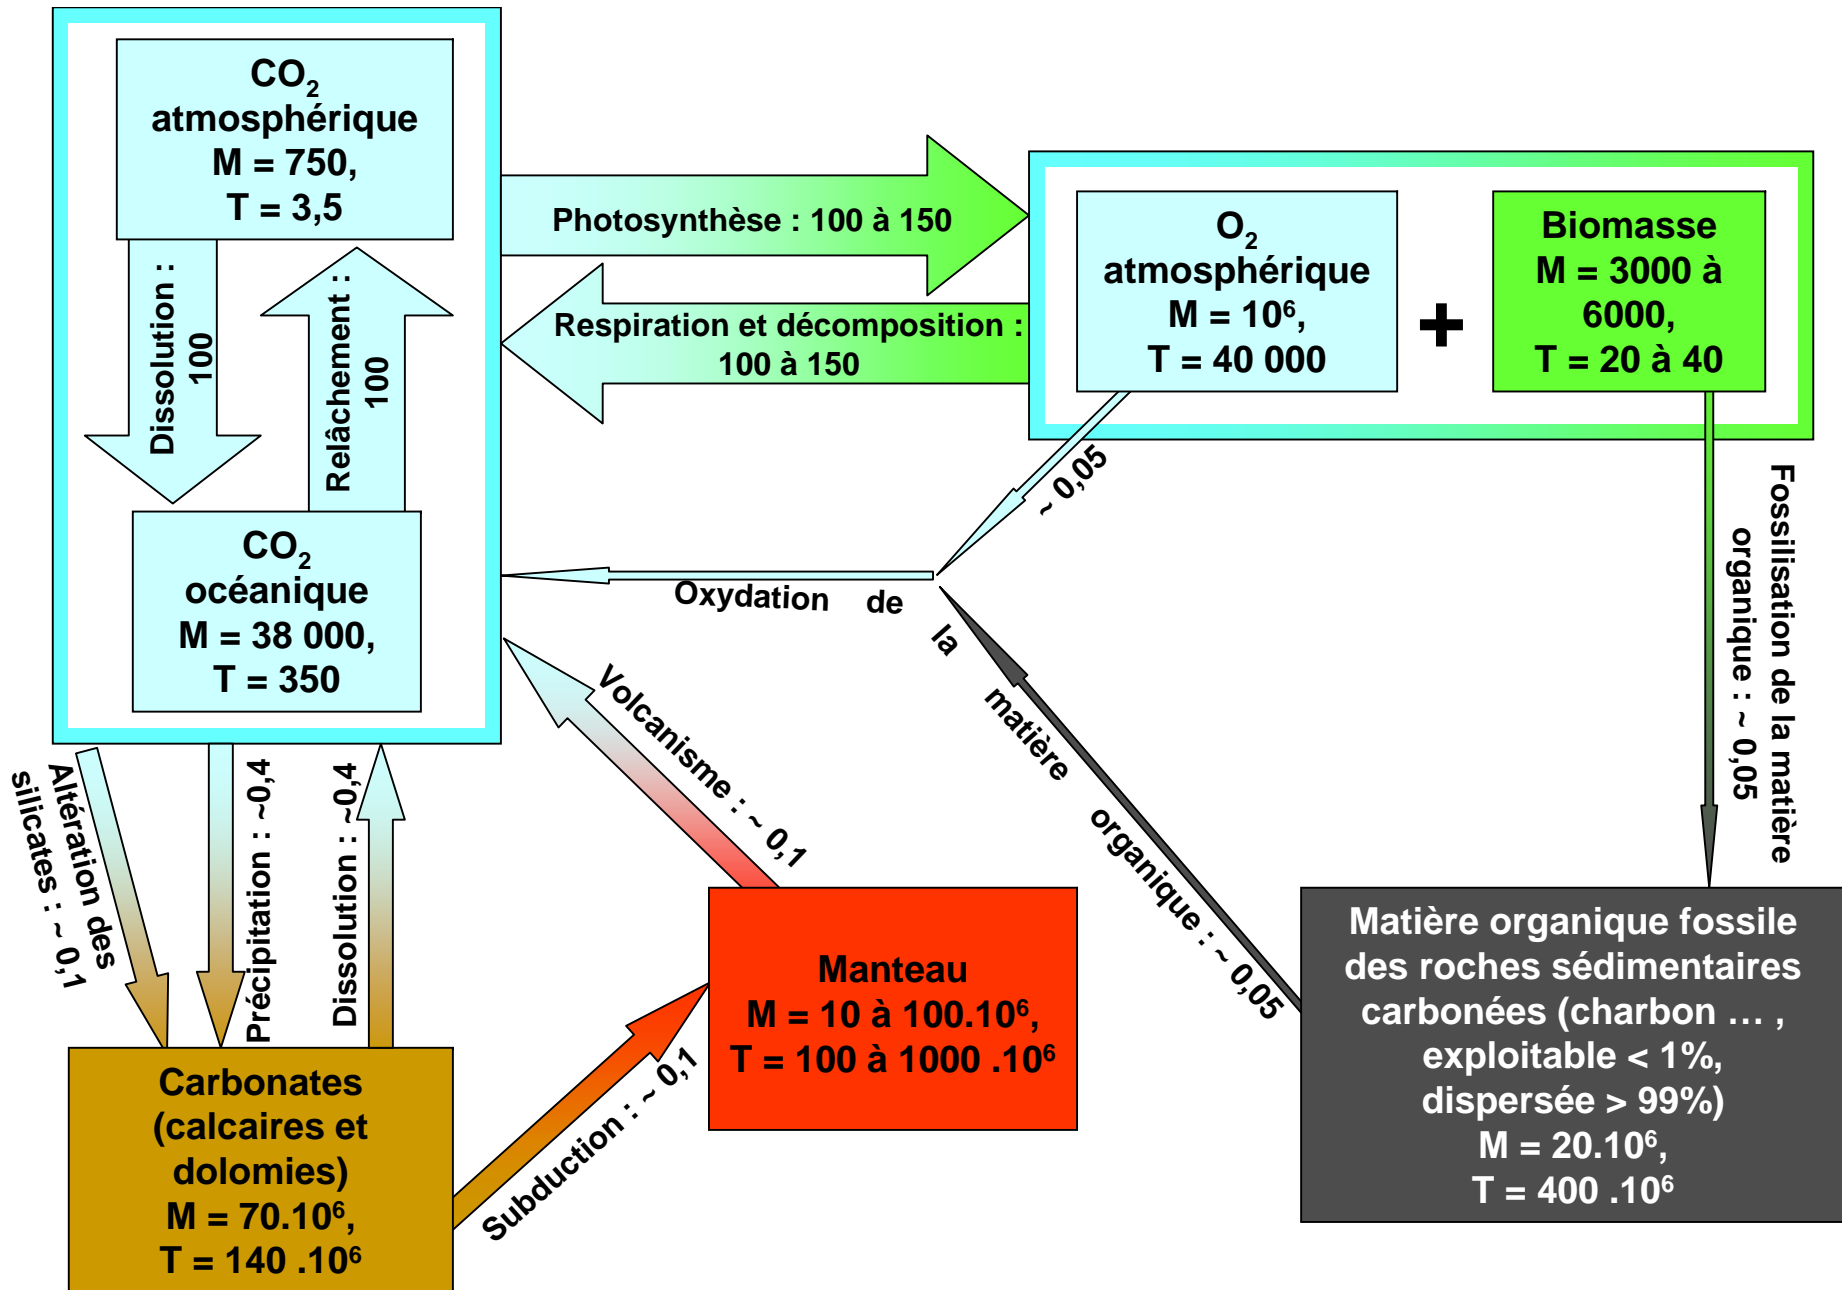 CO2
atmosphérique
M = 750,
T = 3,5
Dissolution :
100
Relâchement :
100
CO2
océanique
M = 38 000,
T = 350
Photosynthèse : 100 à 150
Respiration et décomposition :
100 à 150
O2
atmosphérique
M = 10⁶,
T = 40 000
+
Biomasse
M = 3000 à
6000,
T = 20 à 40
~ 0,05
Fossilisation de la matière
organique : ~ 0,05
Oxydation de la matière organique : ~ 0,05
Volcanisme : ~ 0,1
Altération des
silicates : ~ 0,1
Précipitation : ~0,4
Dissolution : ~0,4
Subduction : ~ 0,1
Manteau
M = 10 à 100.10⁶,
T = 100 à 1000 .10⁶
Carbonates
(calcaires et
dolomies)
M = 70.10⁶,
T = 140 .10⁶
Matière organique fossile
des roches sédimentaires
carbonées (charbon … ,
exploitable < 1%,
dispersée > 99%)
M = 20.10⁶,
T = 400 .10⁶